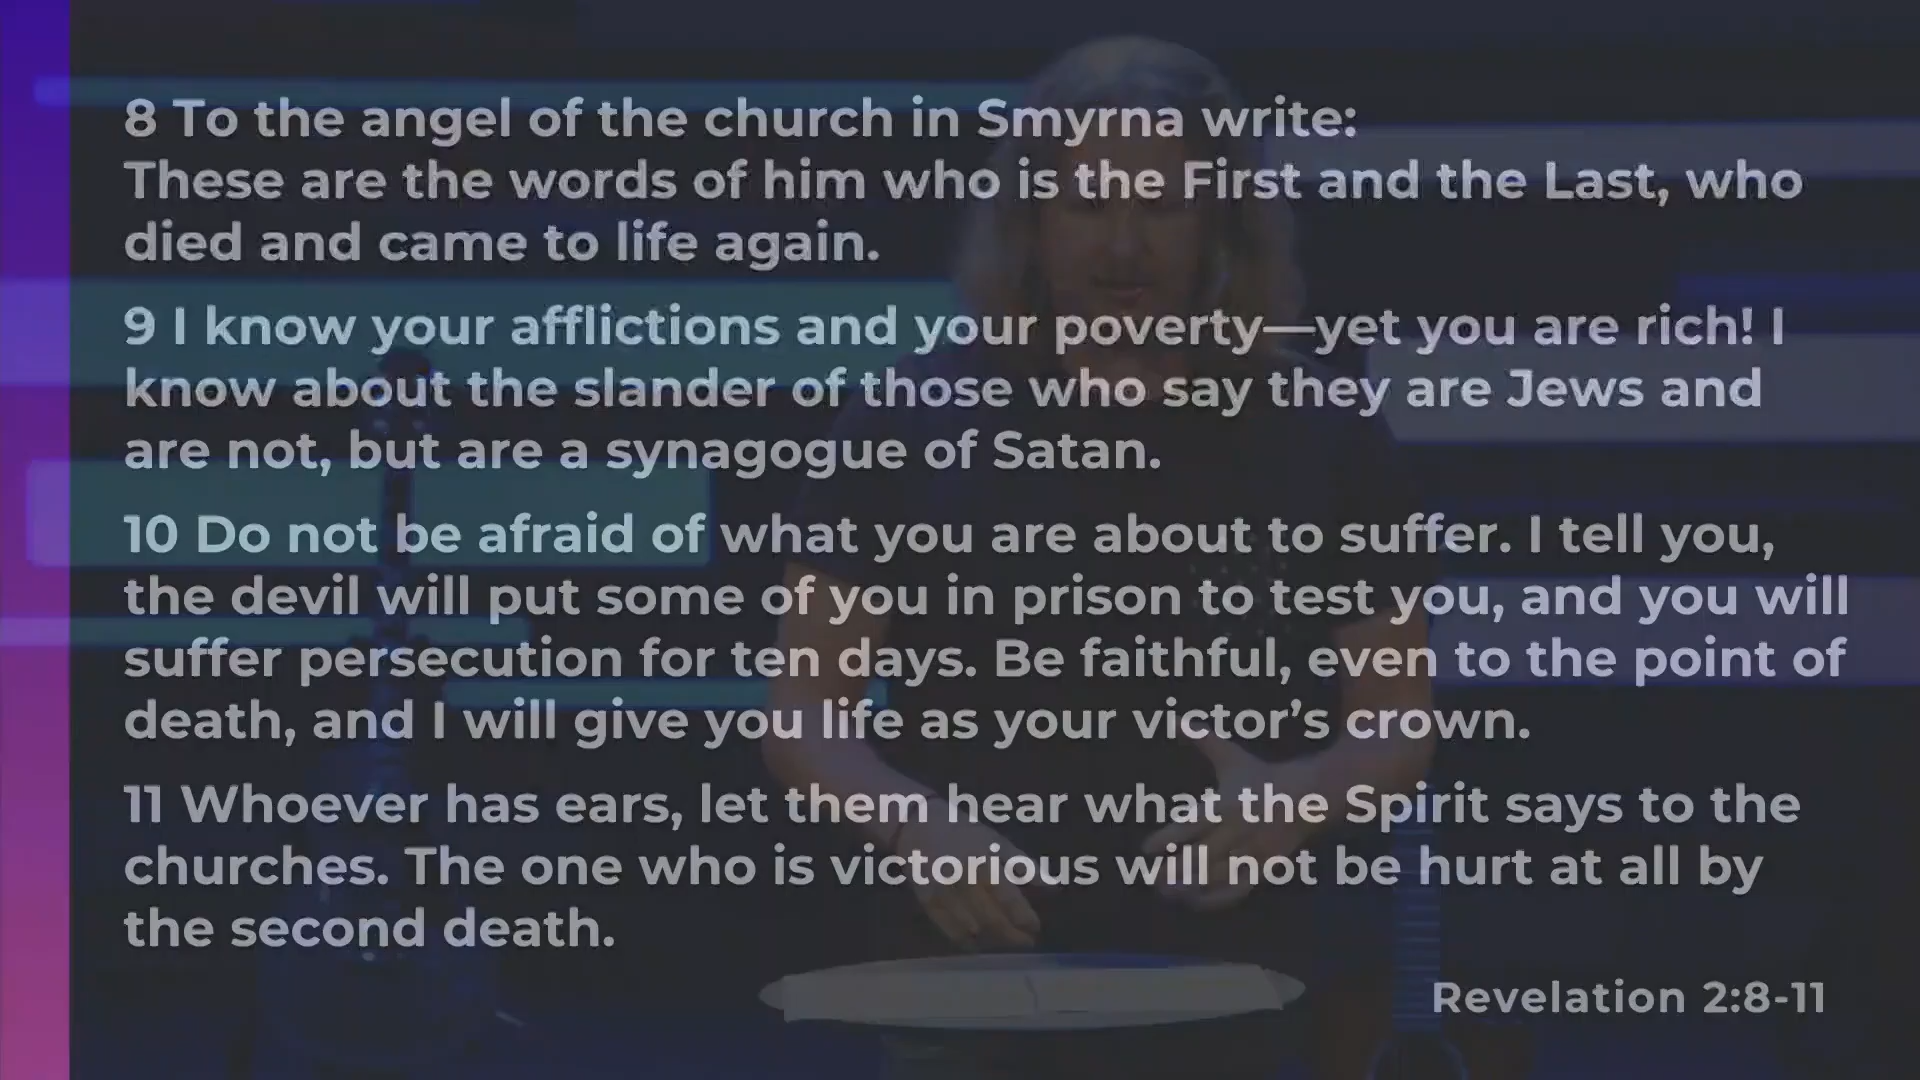 8 To the angel of the church in Smyrna write:
These are the words of him who is the First and the Last, who
died and came to life again.
9 I know your afflictions and your poverty—yet you are rich! I
know about the slander of those who say they are Jews and
are not, but are a synagogue of Satan.
10 Do not be afraid of what you are about to suffer. I tell you,
the devil will put some of you in prison to test you, and you will
suffer persecution for ten days. Be faithful, even to the point of
death, and I will give you life as your victor’s crown.
11 Whoever has ears, let them hear what the Spirit says to the
churches. The one who is victorious will not be hurt at all by
the second death.
Revelation 2:8-11